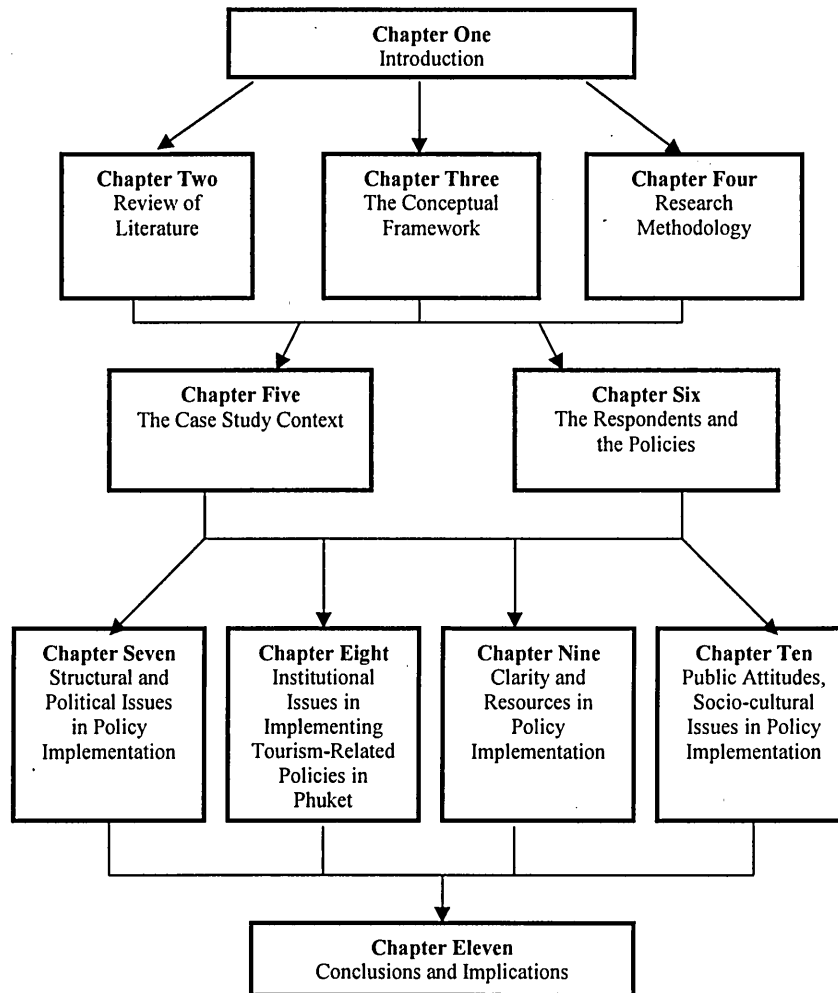 Chapter One
Introduction
Chapter Two
Review of
Literature
Chapter Three
The Conceptual
Framework
Chapter Four
Research
Methodology
Chapter Five
The Case Study Context
Chapter Six
The Respondents and
the Policies
Chapter Seven
Structural and
Political Issues
in Policy
Implementation
Chapter Eight
Institutional
Issues in
Implementing
Tourism-Related
Policies in
Phuket
Chapter Nine
Clarity and
Resources in
Policy
Implementation
Chapter Ten
Public Attitudes,
Socio-cultural
Issues in Policy
Implementation
Chapter Eleven
Conclusions and Implications